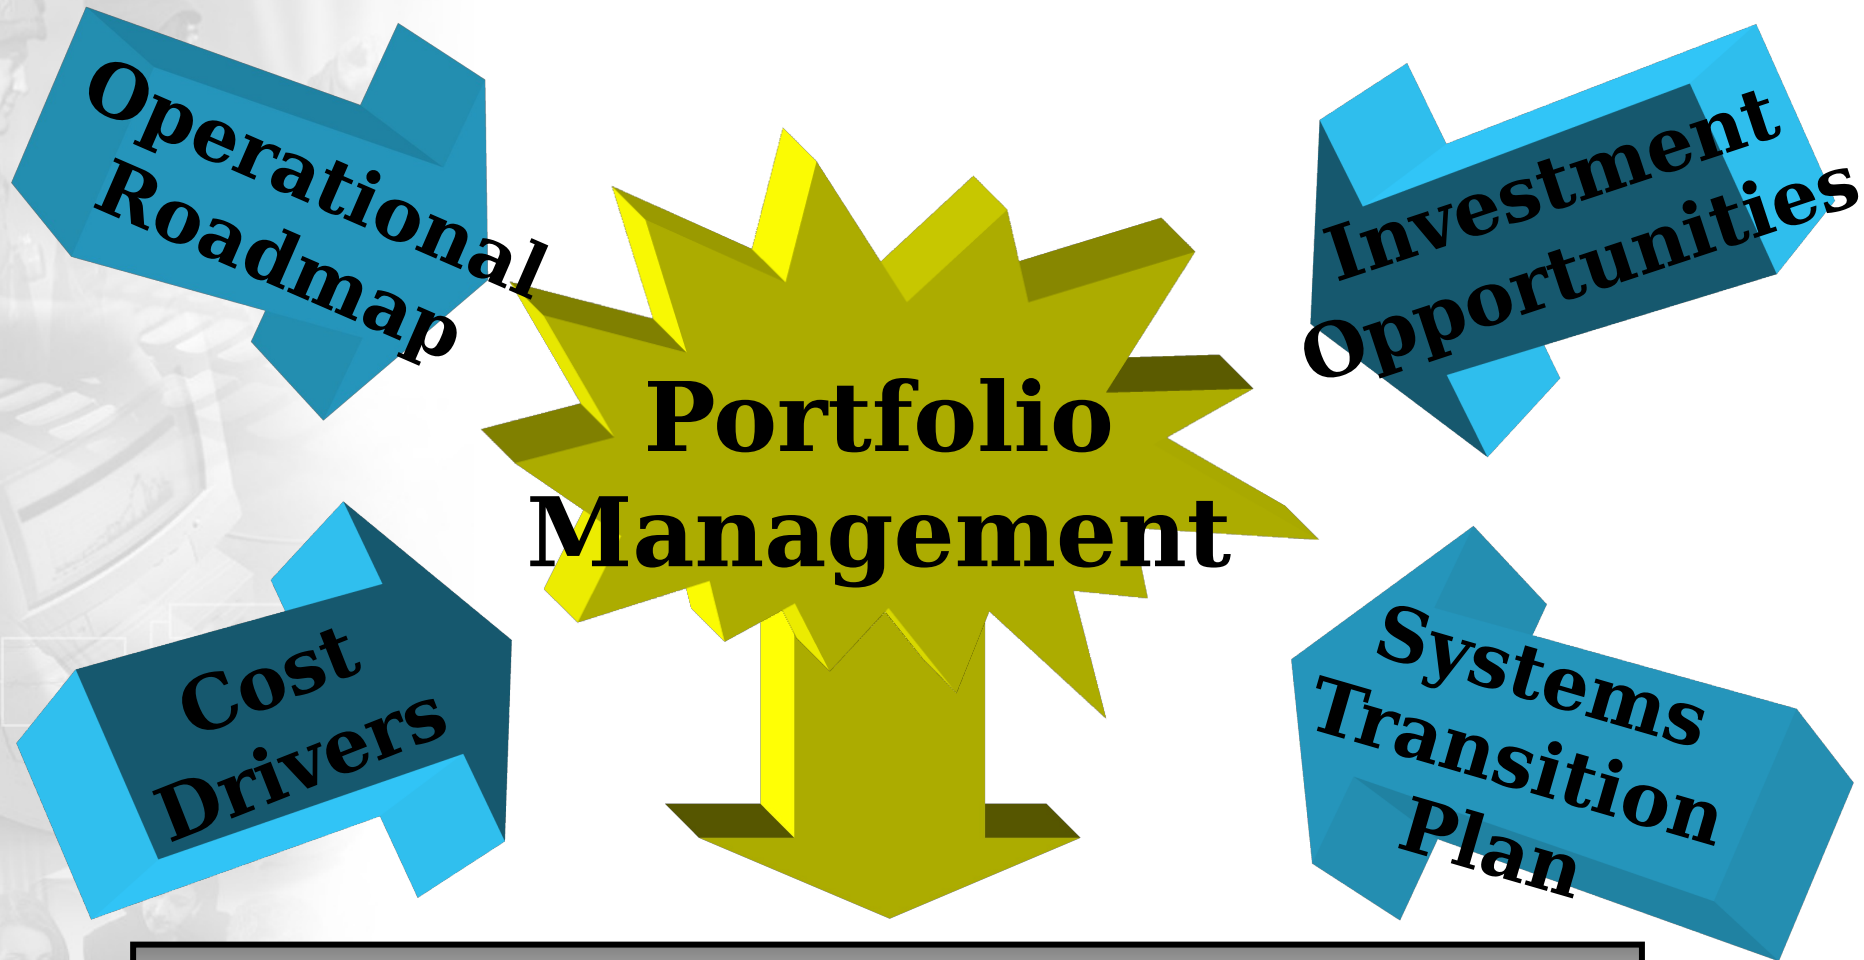 Operational
Roadmap
Investment
Opportunities
Portfolio
Management
Cost
Drivers
Systems
Transition
Plan